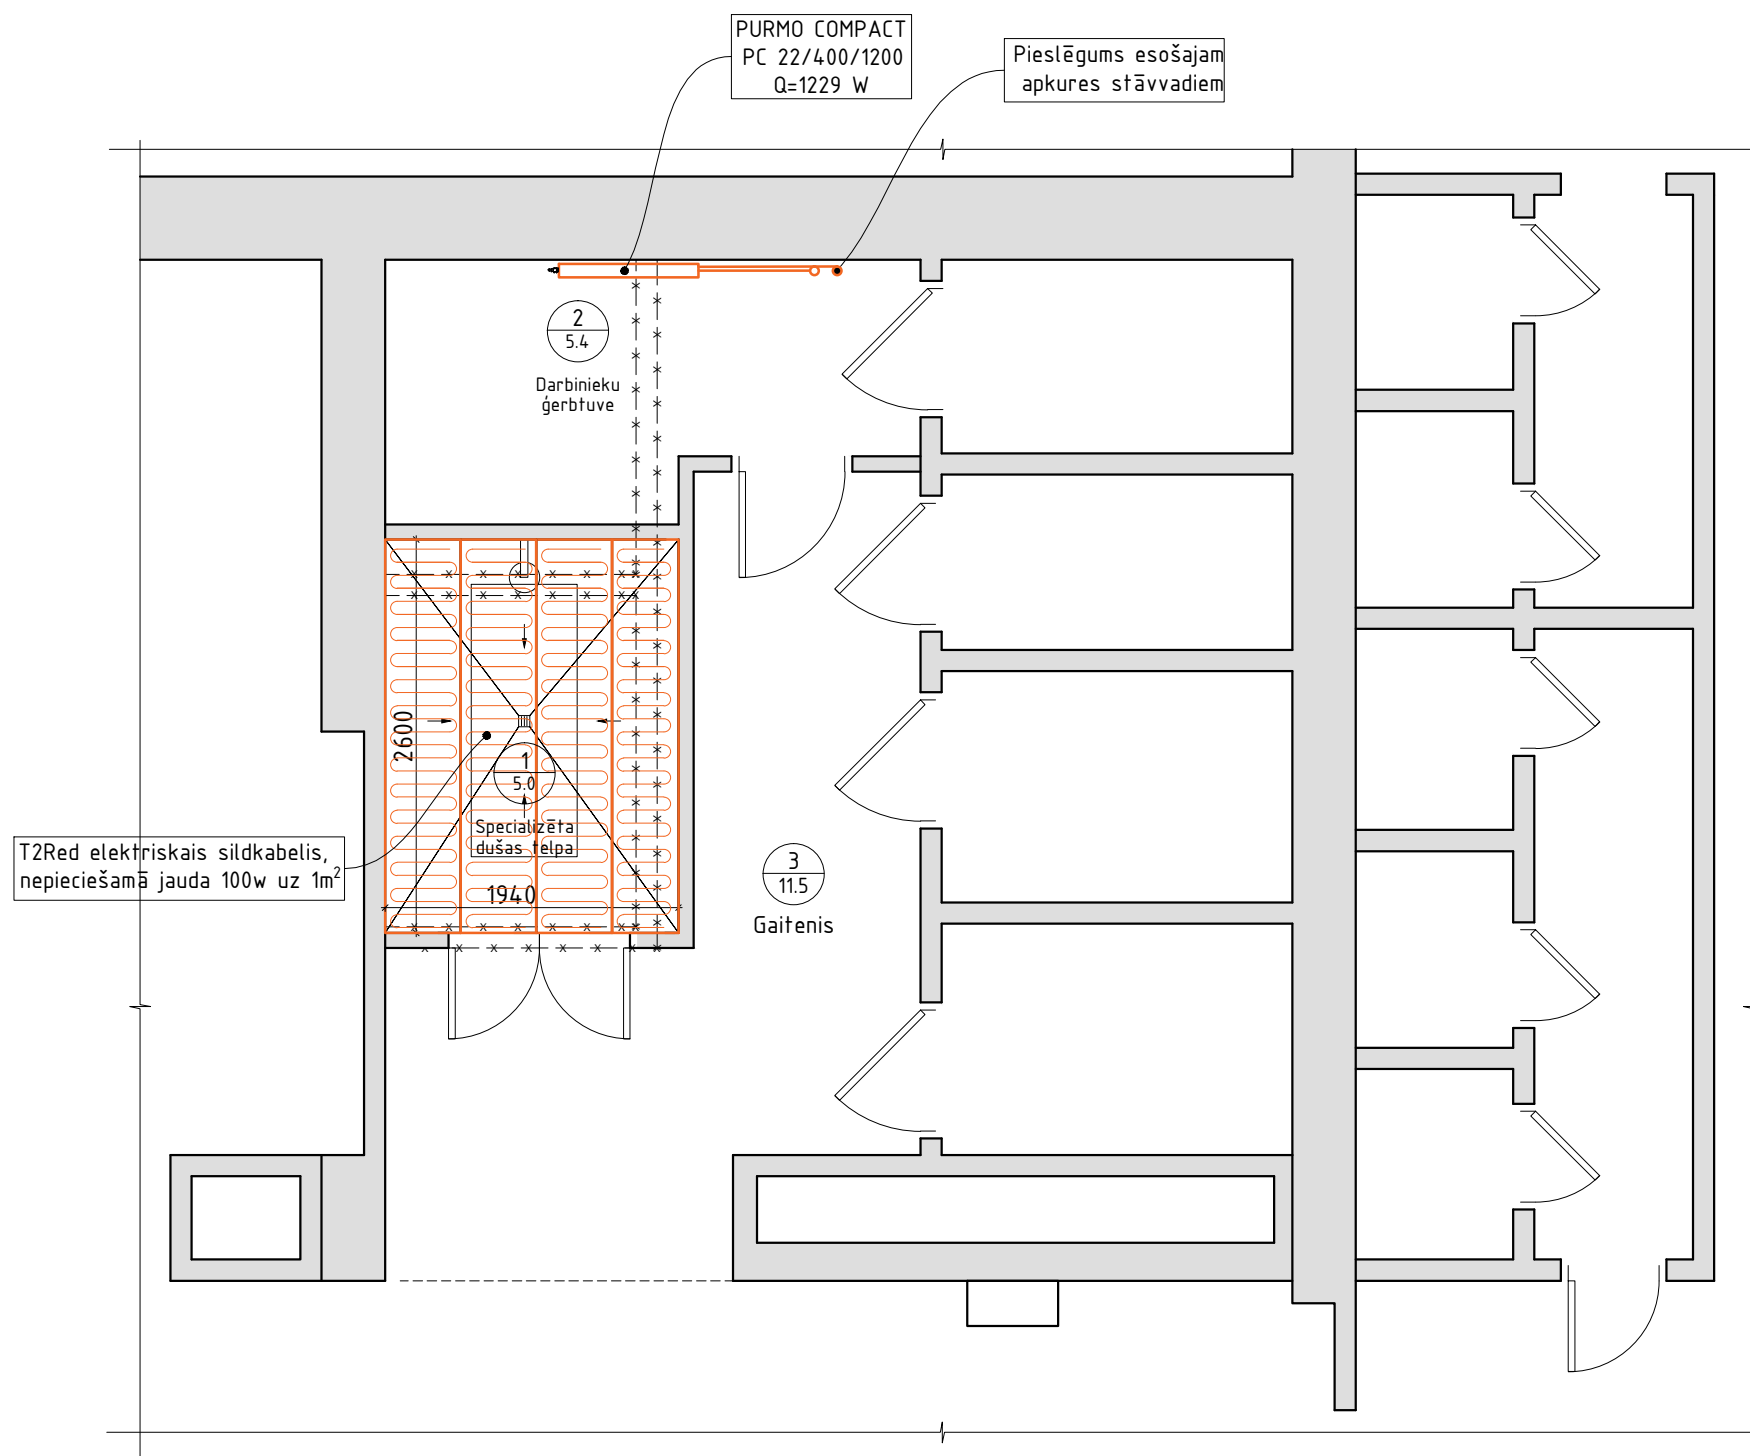 PURMO COMPACT
PC 22/400/1200
Q=1229 W
Pieslēgums esošajam
apkures stāvvadiem
2
5.4
Darbinieku
ģērbtuve
2600
1
5.0
Specializēta
dušas telpa
T2Red elektriskais sildkabelis,
nepieciešamā jauda 100w uz 1m²
1940
3
11.5
Gaitenis